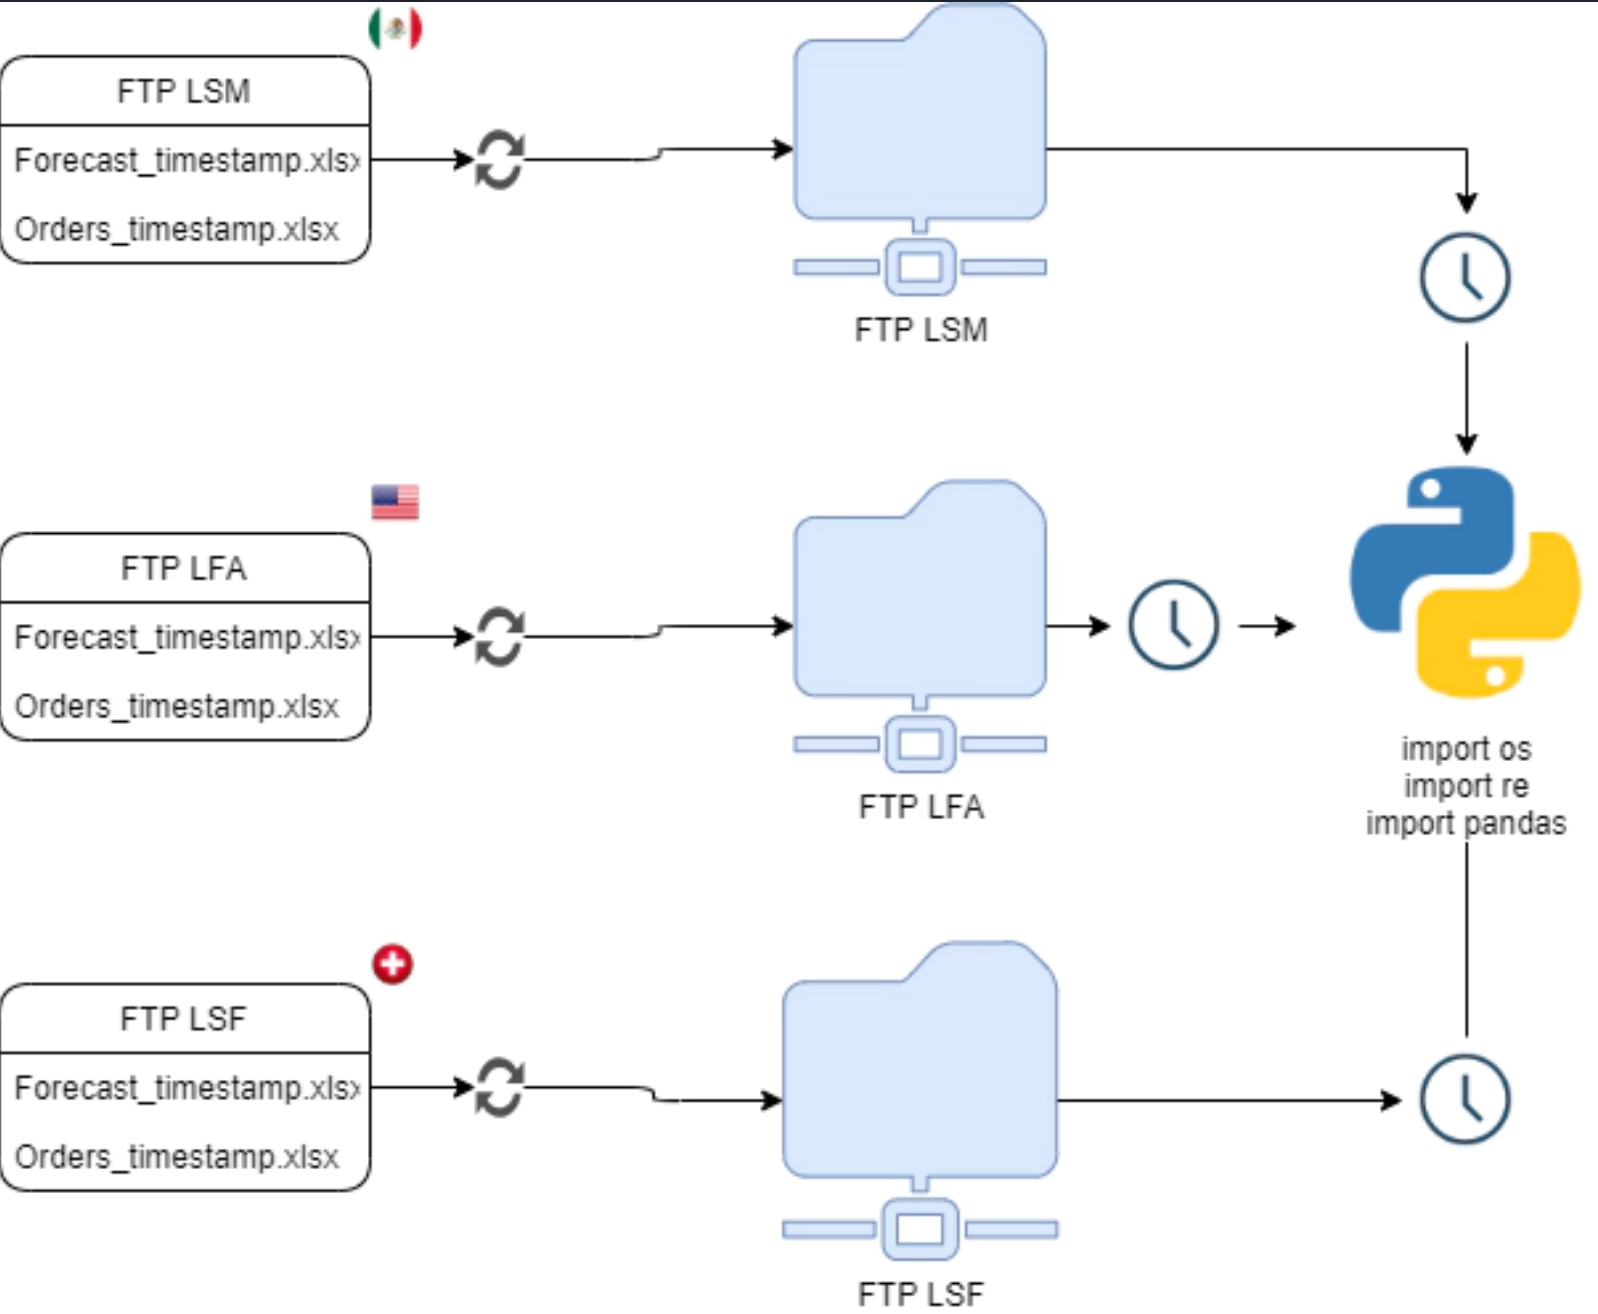 FTP LSM
Forecast_timestamp.xlsx
Orders_timestamp.xlsx
FTP LSM
FTP LFA
Forecast_timestamp.xlsx
Orders_timestamp.xlsx
FTP LFA
import os
import re
import pandas
FTP LSF
Forecast_timestamp.xlsx
Orders_timestamp.xlsx
FTP LSF